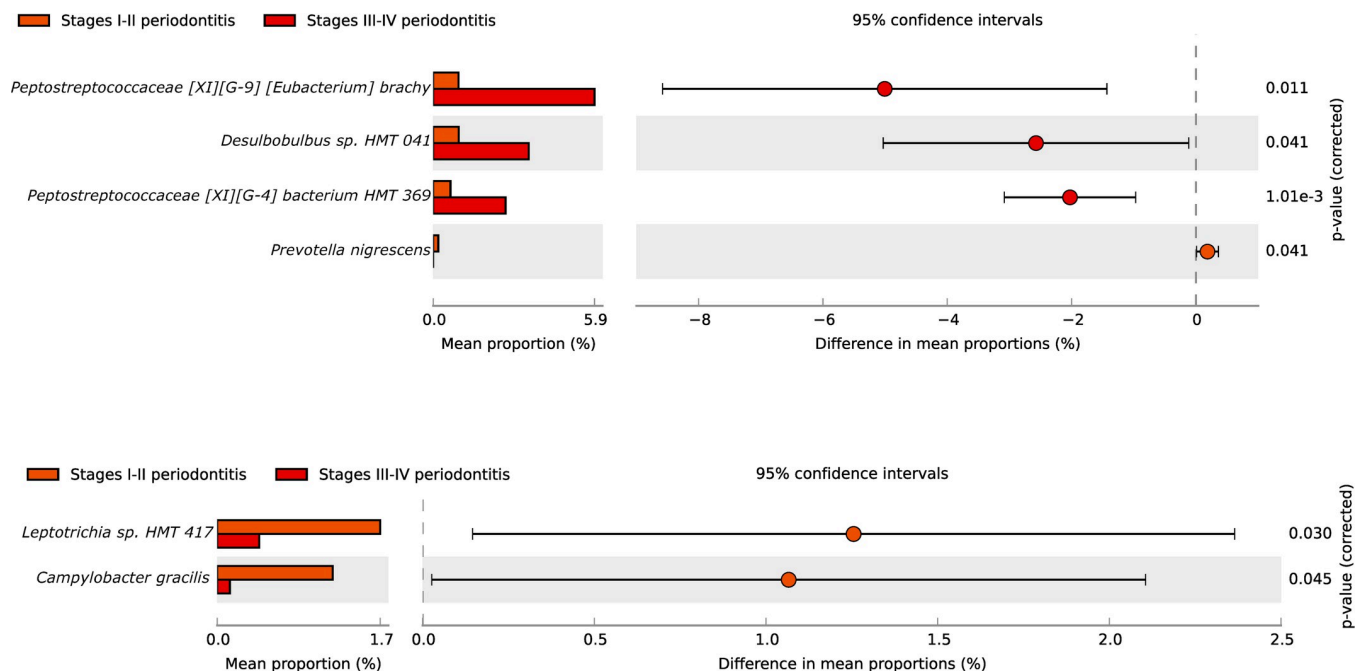 Stages I-II periodontitis Stages III-IV periodontitis 95% confidence intervals
Peptostreptococcaceae [XI][G-9] [Eubacterium] brachy 0.011
Desulbobulbus sp. HMT 041 0.041
Peptostreptococcaceae [XI][G-4] bacterium HMT 369 1.01e-3
Prevotella nigrescens 0.041
p-value (corrected)
0.0 5.9 −8 −6 −4 −2 0
Mean proportion (%) Difference in mean proportions (%)
Stages I-II periodontitis Stages III-IV periodontitis 95% confidence intervals
Leptotrichia sp. HMT 417 0.030
Campylobacter gracilis 0.045
p-value (corrected)
0.0 1.7 0.0 0.5 1.0 1.5 2.0 2.5
Mean proportion (%) Difference in mean proportions (%)